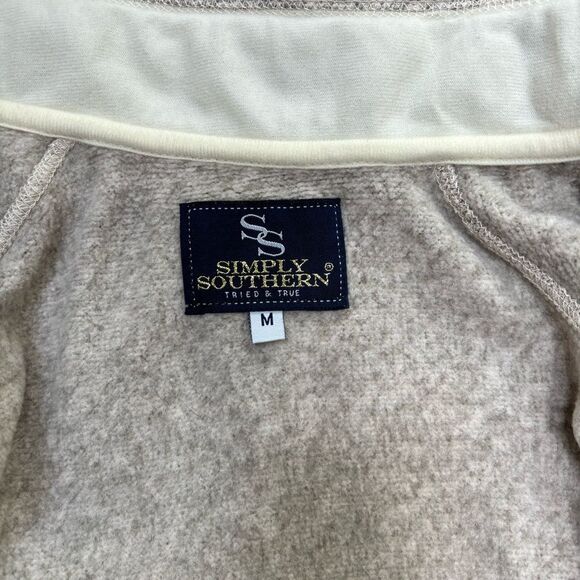 SS
SIMPLY
SOUTHERN®
TRIED & TRUE
M